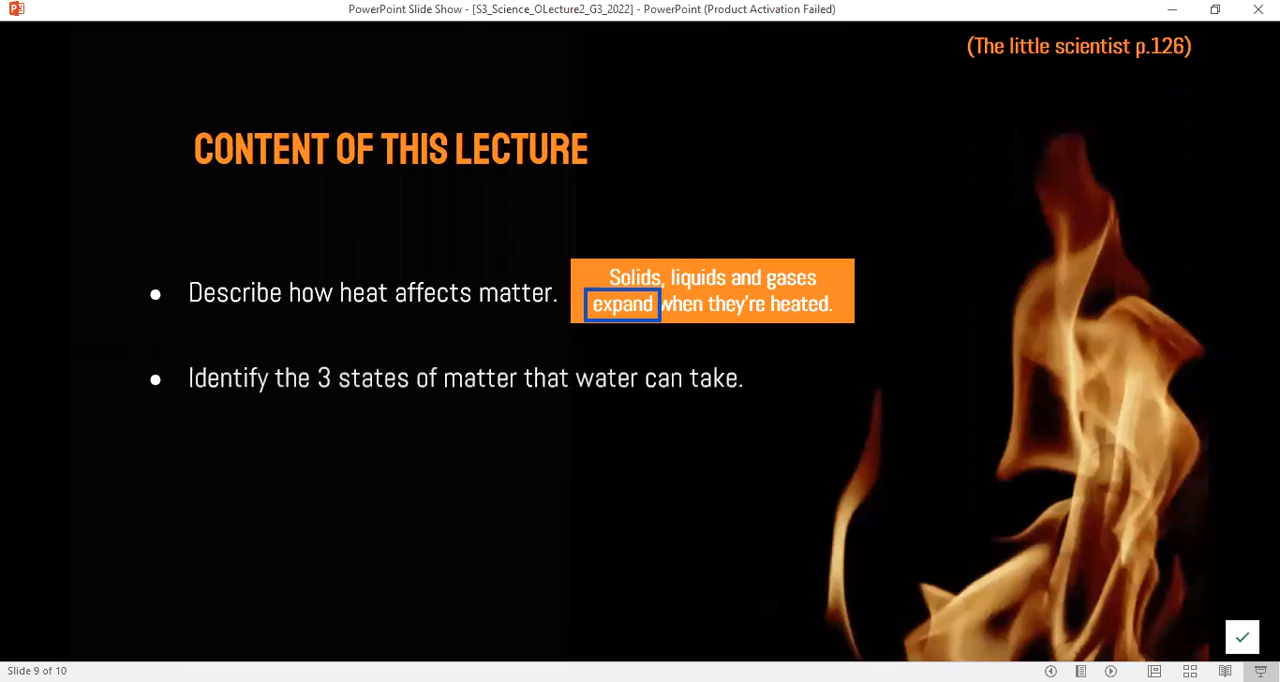 PowerPoint Slide Show - [S3_Science_OLecture2_G3_2022] - PowerPoint (Product Activation Failed)
(The little scientist p.126)
CONTENT OF THIS LECTURE
● Describe how heat affects matter.
Solids, liquids and gases
expand when they're heated.
● Identify the 3 states of matter that water can take.
Slide 9 of 10